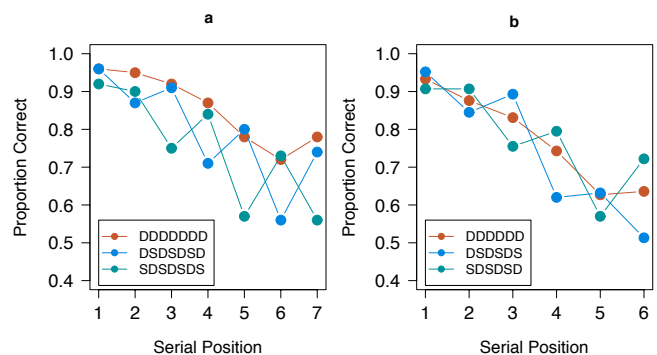 a
1.0
0.9
0.8
0.7
0.6
0.5
0.4
Proportion Correct
DDDDDDD
DSDSDSD
SDSDSDS
1 2 3 4 5 6 7
Serial Position
b
1.0
0.9
0.8
0.7
0.6
0.5
0.4
Proportion Correct
DDDDDD
DSDSDS
SDSDSD
1 2 3 4 5 6
Serial Position